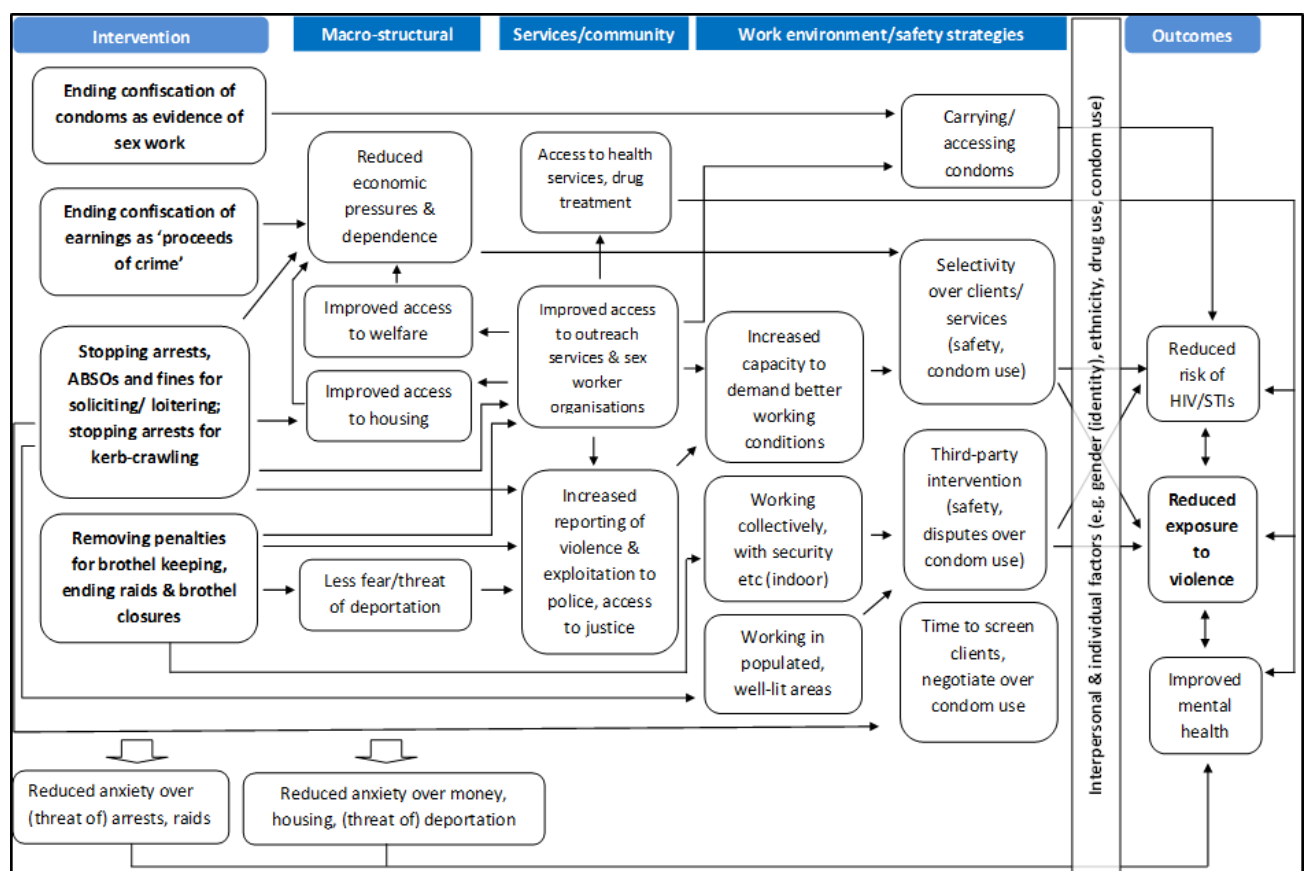 Intervention
Macro-structural
Services/community
Work environment/safety strategies
Outcomes
Ending confiscation of
condoms as evidence of
sex work
Ending confiscation of
earnings as ‘proceeds
of crime’
Stopping arrests,
ABSOs and fines for
soliciting/ loitering;
stopping arrests for
kerb-crawling
Removing penalties
for brothel keeping,
ending raids & brothel
closures
Reduced
economic
pressures &
dependence
Improved access
to welfare
Improved access
to housing
Less fear/threat
of deportation
Access to health
services, drug
treatment
Improved access
to outreach
services & sex
worker
organisations
Increased
reporting of
violence &
exploitation to
police, access
to justice
Increased
capacity to
demand better
working
conditions
Working
collectively,
with security
etc (indoor)
Working in
populated,
well-lit areas
Carrying/
accessing
condoms
Selectivity
over clients/
services
(safety,
condom use)
Third-party
intervention
(safety,
disputes over
condom use)
Time to screen
clients,
negotiate over
condom use
Interpersonal & individual factors (e.g. gender (identity), ethnicity, drug use, condom use)
Reduced
risk of
HIV/STIs
Reduced
exposure
to
violence
Improved
mental
health
Reduced anxiety over
(threat of) arrests, raids
Reduced anxiety over money,
housing, (threat of) deportation